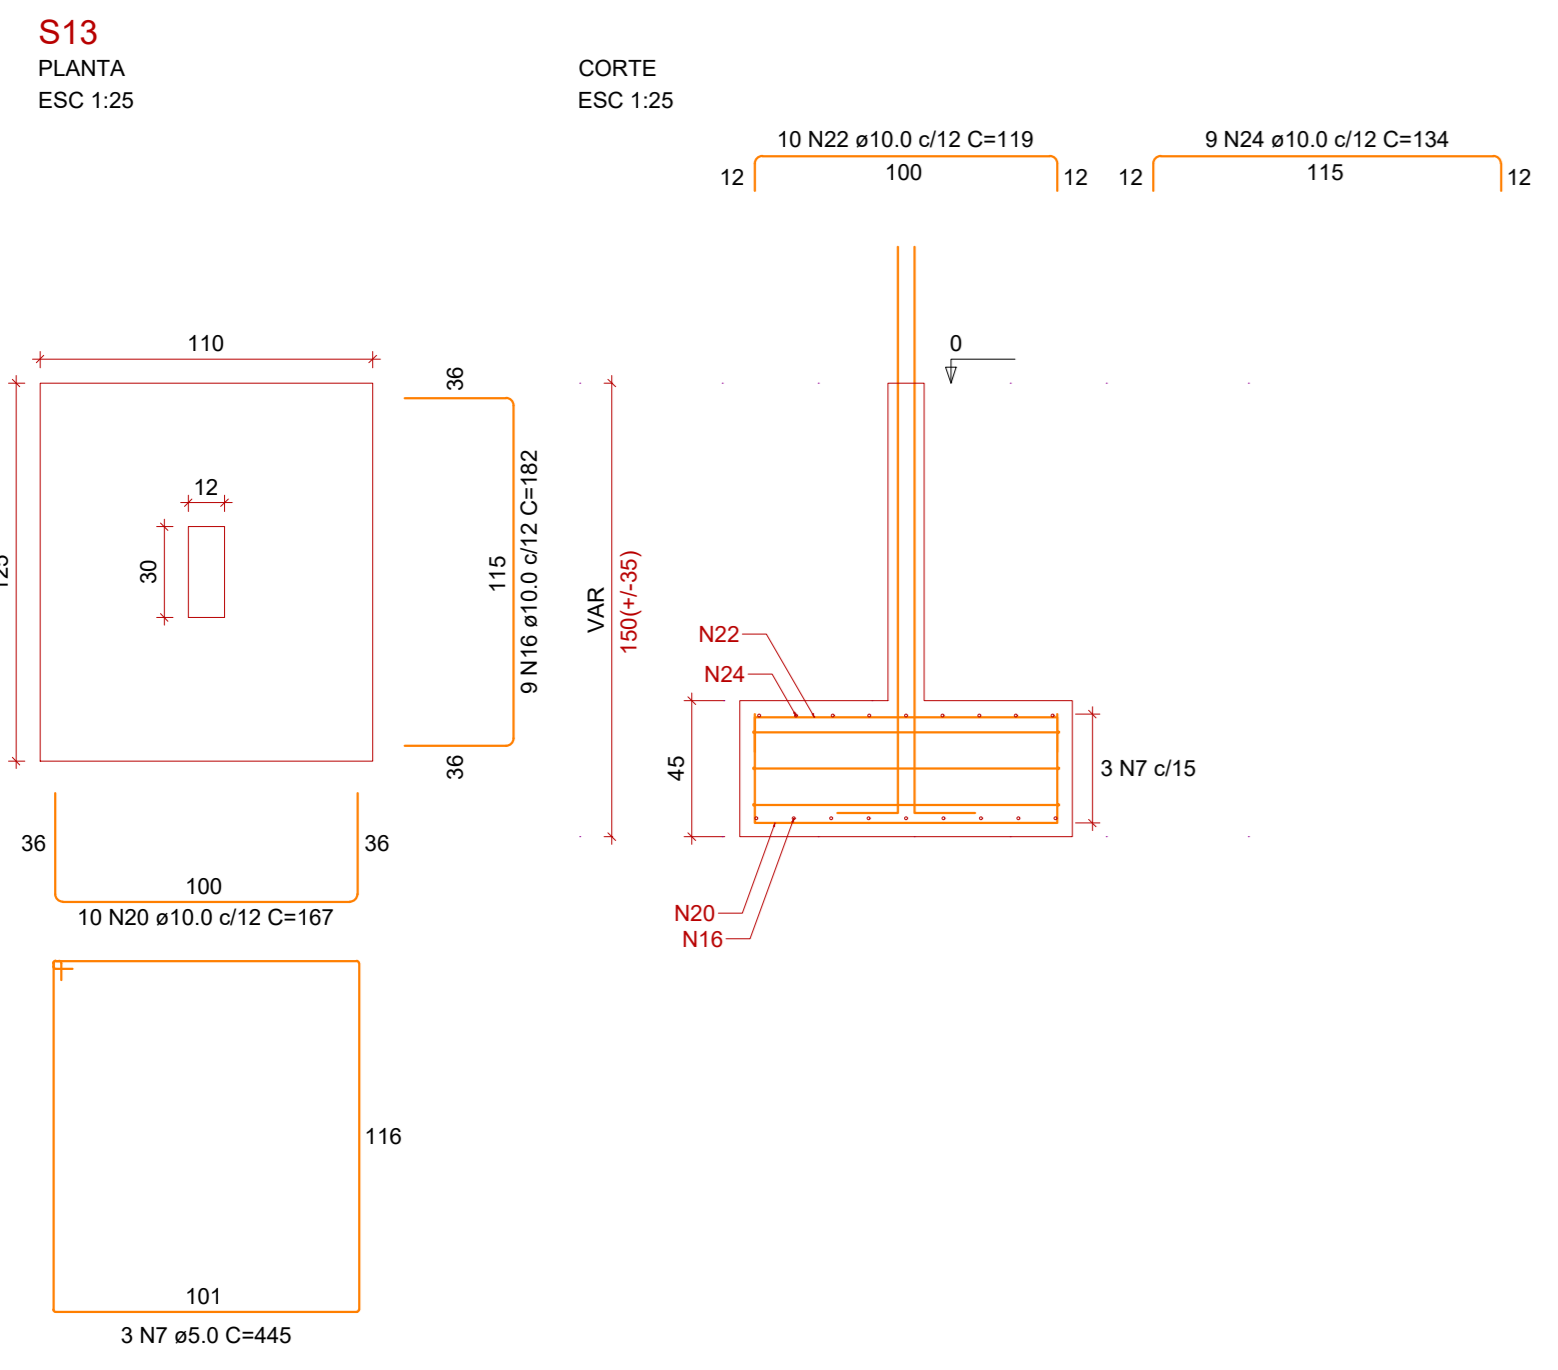 S13
PLANTA
ESC 1:25
CORTE
ESC 1:25
10 N22 ø10.0 c/12 C=119
12
100
12
9 N24 ø10.0 c/12 C=134
12
115
12
110
125
12
30
36
115
9 N16 ø10.0 c/12 C=182
36
36
100
36
10 N20 ø10.0 c/12 C=167
116
101
3 N7 ø5.0 C=445
0
VAR
150(+/-35)
N22
N24
45
3 N7 c/15
N20
N16